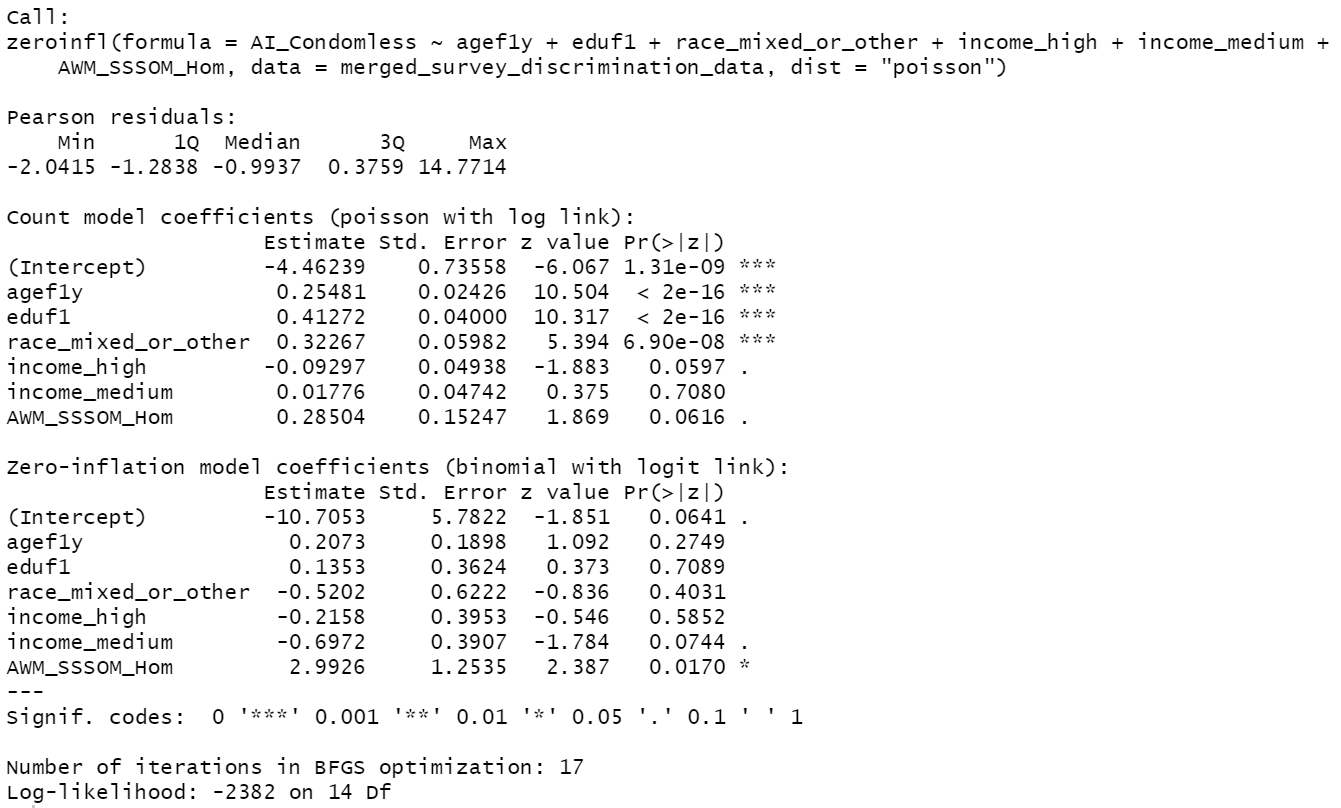 Call:
zeroinfl(formula = AI_Condomless ~ agef1y + eduf1 + race_mixed_or_other + income_high + income_medium +
    AWM_SSSOM_Hom, data = merged_survey_discrimination_data, dist = "poisson")

Pearson residuals:
    Min      1Q  Median      3Q     Max
-2.0415 -1.2838 -0.9937  0.3759 14.7714

Count model coefficients (poisson with log link):
                    Estimate Std. Error z value Pr(>|z|)
(Intercept)         -4.46239    0.73558  -6.067 1.31e-09 ***
agef1y               0.25481    0.02426  10.504  < 2e-16 ***
eduf1                0.41272    0.04000  10.317  < 2e-16 ***
race_mixed_or_other  0.32267    0.05982   5.394 6.90e-08 ***
income_high         -0.09297    0.04938  -1.883   0.0597 .
income_medium        0.01776    0.04742   0.375   0.7080
AWM_SSSOM_Hom        0.28504    0.15247   1.869   0.0616 .

Zero-inflation model coefficients (binomial with logit link):
                    Estimate Std. Error z value Pr(>|z|)
(Intercept)         -10.7053     5.7822  -1.851   0.0641 .
agef1y                0.2073     0.1898   1.092   0.2749
eduf1                 0.1353     0.3624   0.373   0.7089
race_mixed_or_other  -0.5202     0.6222  -0.836   0.4031
income_high          -0.2158     0.3953  -0.546   0.5852
income_medium        -0.6972     0.3907  -1.784   0.0744 .
AWM_SSSOM_Hom         2.9926     1.2535   2.387   0.0170 *
---
Signif. codes:  0 '***' 0.001 '**' 0.01 '*' 0.05 '.' 0.1 ' ' 1

Number of iterations in BFGS optimization: 17
Log-likelihood: -2382 on 14 Df